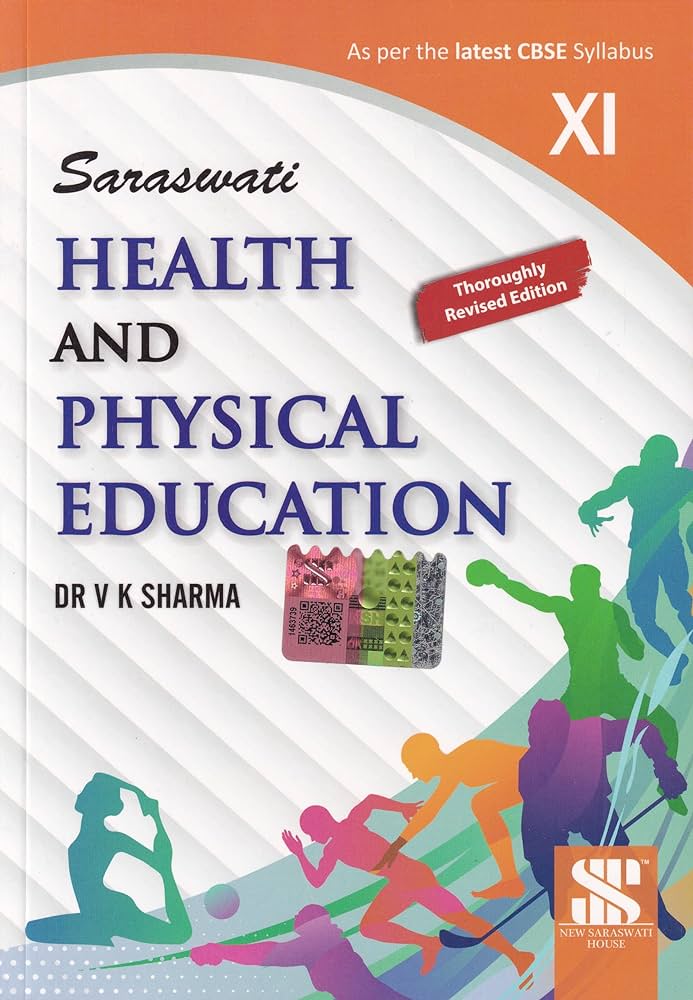 As per the latest CBSE Syllabus
XI
Saraswati
HEALTH
AND
PHYSICAL
EDUCATION
Thoroughly
Revised Edition
DR V K SHARMA
1463739
NEW SARASWATI
HOUSE